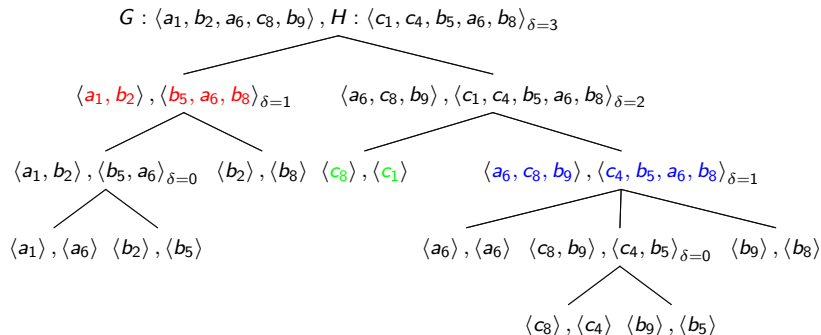 G : ⟨a₁, b₂, a₆, c₈, b₉⟩ , H : ⟨c₁, c₄, b₅, a₆, b₈⟩δ=3
⟨a₁, b₂⟩ , ⟨b₅, a₆, b₈⟩δ=1 ⟨a₆, c₈, b₉⟩ , ⟨c₁, c₄, b₅, a₆, b₈⟩δ=2
⟨a₁, b₂⟩ , ⟨b₅, a₆⟩δ=0 ⟨b₂⟩ , ⟨b₈⟩ ⟨c₈⟩ , ⟨c₁⟩ ⟨a₆, c₈, b₉⟩ , ⟨c₄, b₅, a₆, b₈⟩δ=1
⟨a₁⟩ , ⟨a₆⟩ ⟨b₂⟩ , ⟨b₅⟩ ⟨a₆⟩ , ⟨a₆⟩ ⟨c₈, b₉⟩ , ⟨c₄, b₅⟩δ=0 ⟨b₉⟩ , ⟨b₈⟩
⟨c₈⟩ , ⟨c₄⟩ ⟨b₉⟩ , ⟨b₅⟩